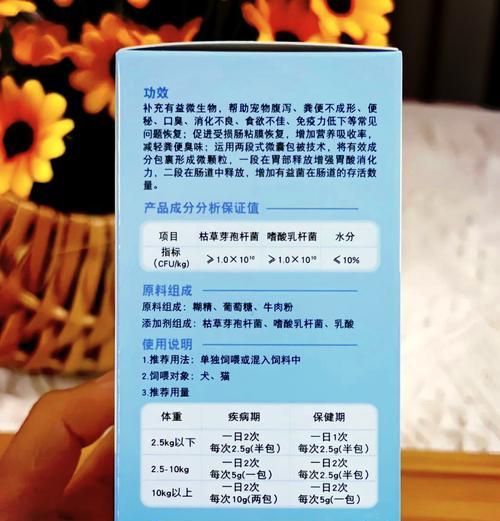 功效
补充有益微生物，帮助宠物腹泻、粪便不成形、便
秘、口臭、消化不良、食欲不佳、免疫力低下等常见
问题恢复；促进受损肠粘膜恢复，增加营养吸收率，
减轻粪便臭味；运用两段式微囊包被技术，将有效成
分包裹形成微颗粒，一段在胃部释放增强胃酸消化
力，二段在肠道中释放，增加有益菌在肠道的存活数
量。
产品成分分析保证值
项目 枯草芽孢杆菌 嗜酸乳杆菌 水分
指标 (CFU/kg) ≥1.0×10¹⁰ ≥1.0×10¹⁰ ≤10%
原料组成
原料组成：糊精、葡萄糖、牛肉粉
添加剂组成：枯草芽孢杆菌、嗜酸乳杆菌、乳酸
使用说明
1.推荐用法：单独饲喂或混入饲料中
2.饲喂对象：犬、猫
3.推荐用量
体重 疾病期 保健期
2.5kg以下 一日2次 每次2.5g(半包) 一日1次 每次2.5g(半包)
2.5-10kg 一日2次 每次5g(一包) 一日2次 每次2.5g(半包)
10kg以上 一日2次 每次10g(两包) 一日2次 每次5g(一包)